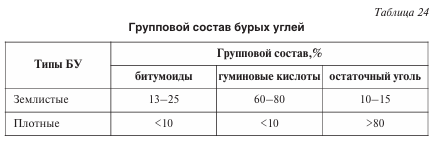 Таблица 24
Групповой состав бурых углей
Типы БУ
Групповой состав,%
битумоиды гуминовые кислоты остаточный уголь
Землистые 13–25 60–80 10–15
Плотные <10 <10 >80